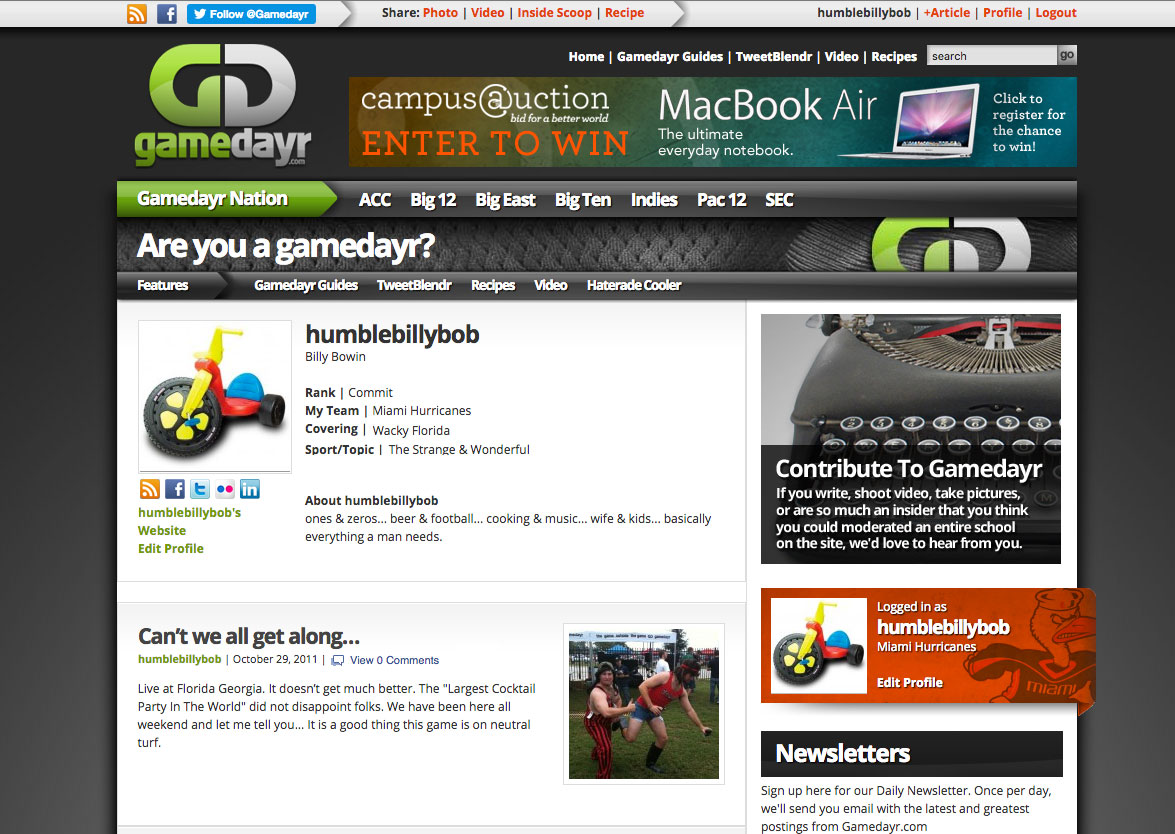 Follow @Gamedayr
Share: Photo | Video | Inside Scoop | Recipe
humblebillybob | +Article | Profile | Logout
Home | Gamedayr Guides | TweetBlendr | Video | Recipes
search
go
GD
gamedayr
.com
campus@uction
bid for a better world
ENTER TO WIN
MacBook Air
The ultimate
everyday notebook.
Click to
register for
the chance
to win!
Gamedayr Nation
ACC Big 12 Big East Big Ten Indies Pac 12 SEC
Are you a gamedayr?
Features
Gamedayr Guides TweetBlendr Recipes Video Haterade Cooler
humblebillybob
Billy Bowin
Rank | Commit
My Team | Miami Hurricanes
Covering | Wacky Florida
Sport/Topic | The Strange & Wonderful
humblebillybob's
Website
Edit Profile
About humblebillybob
ones & zeros... beer & football... cooking & music... wife & kids... basically
everything a man needs.
Can't we all get along...
humblebillybob | October 29, 2011 | View 0 Comments
Live at Florida Georgia. It doesn't get much better. The "Largest Cocktail
Party In The World" did not disappoint folks. We have been here all
weekend and let me tell you... It is a good thing this game is on neutral
turf.
Contribute To Gamedayr
If you write, shoot video, take pictures,
or are so much an insider that you think
you could moderated an entire school
on the site, we'd love to hear from you.
Logged in as
humblebillybob
Miami Hurricanes
Edit Profile
MIAMI
Newsletters
Sign up here for our Daily Newsletter. Once per day,
we'll send you email with the latest and greatest
postings from Gamedayr.com